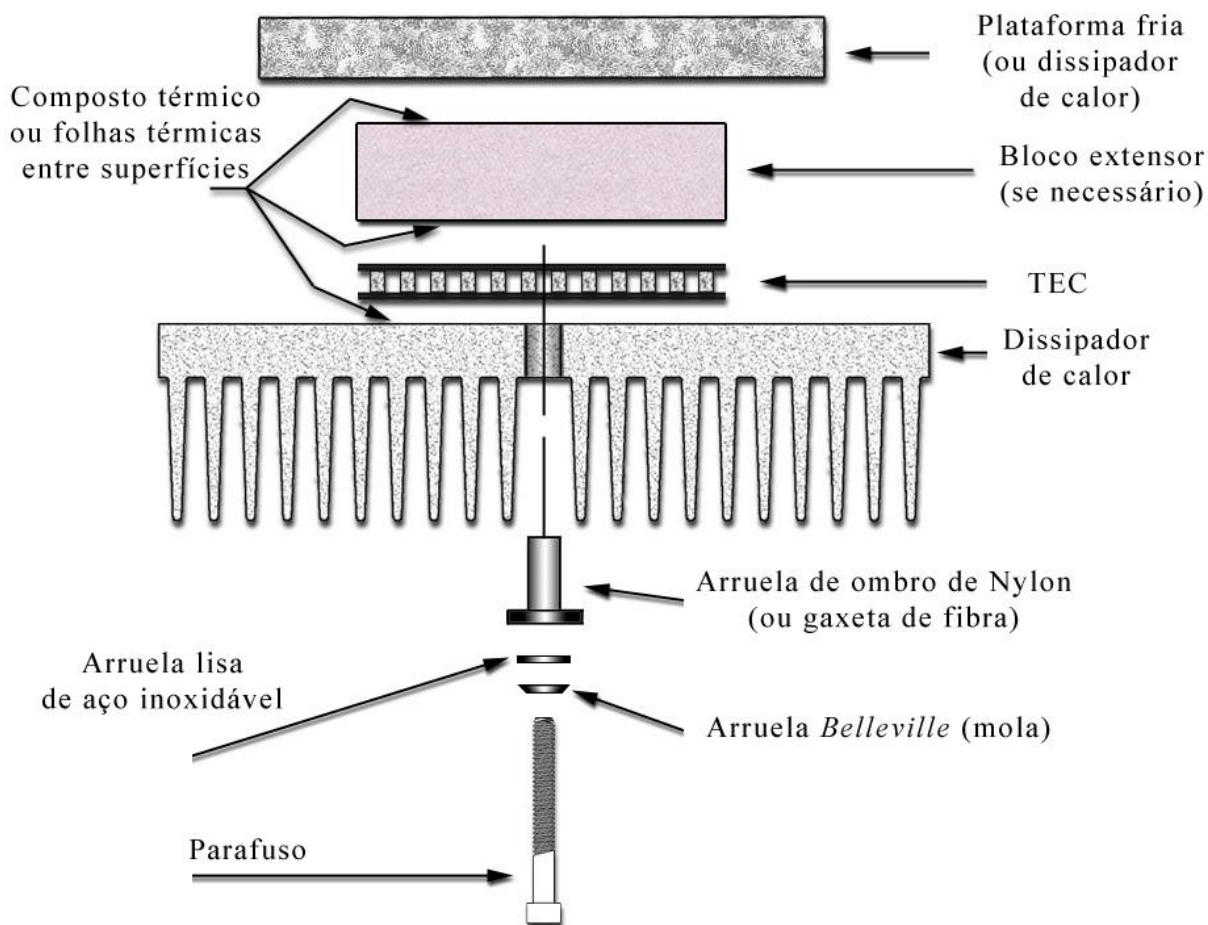 Plataforma fria
(ou dissipador
de calor)
Composto térmico
ou folhas térmicas
entre superfícies
Bloco extensor
(se necessário)
TEC
Dissipador
de calor
Arruela de ombro de Nylon
(ou gaxeta de fibra)
Arruela lisa
de aço inoxidável
Arruela Belleville (mola)
Parafuso